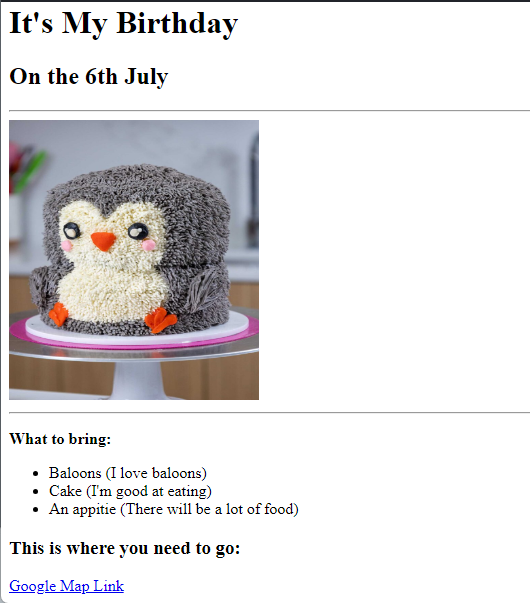 It's My Birthday
On the 6th July
What to bring:
Baloons (I love baloons)
Cake (I'm good at eating)
An appitie (There will be a lot of food)
This is where you need to go:
Google Map Link